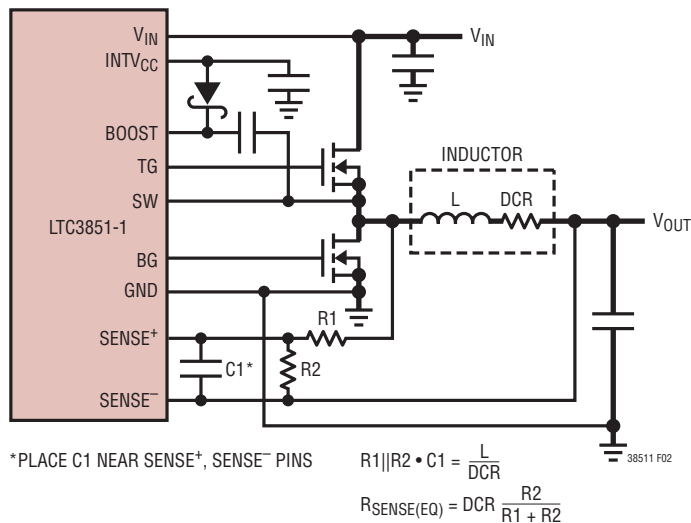 V_IN
INTV_CC
BOOST
TG
SW
LTC3851-1
BG
GND
SENSE⁺
SENSE⁻
V_IN
INDUCTOR
L DCR
V_OUT
R1
C1*
R2
*PLACE C1 NEAR SENSE⁺, SENSE⁻ PINS
R1||R2 • C1 = L/DCR
R_SENSE(EQ) = DCR R2/(R1 + R2)
38511 F02